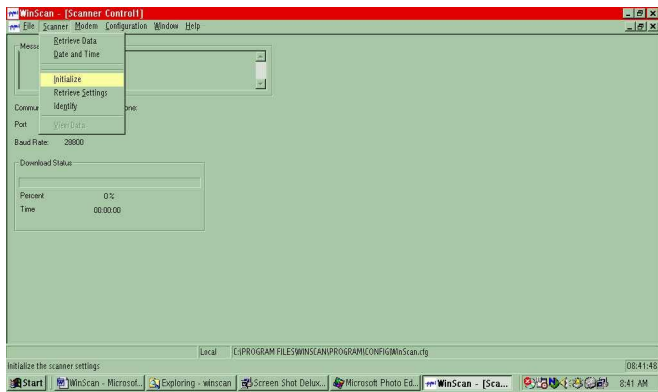 WinScan - [Scanner Control1]
File Scanner Modem Configuration Window Help
Retrieve Data
Date and Time
Initialize
Retrieve Settings
Identify
View Data
Messa
Commun
one:
Port
Baud Rate: 28800
Download Status
Percent 0%
Time 00:00:00
Local C:\PROGRAM FILES\WINSCAN\PROGRAM\CONFIG\WinScan.cfg
Initialize the scanner settings 08:41:48
Start WinScan - Microsof... Exploring - winscan Screen Shot Delux... Microsoft Photo Ed... WinScan - [Sca... 8:41 AM